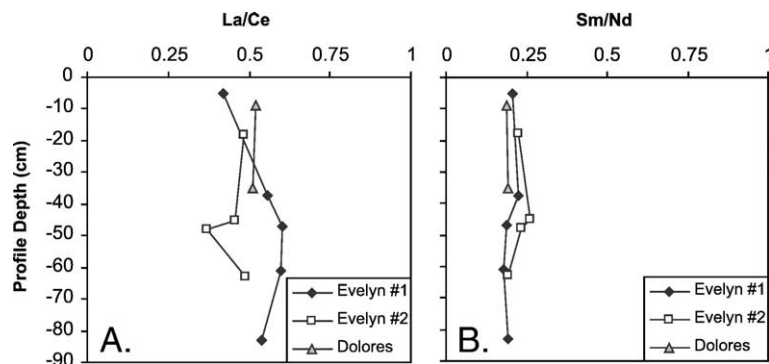 La/Ce
Sm/Nd
0 0.25 0.5 0.75 1
0 0.25 0.5 0.75 1
Profile Depth (cm)
0
-10
-20
-30
-40
-50
-60
-70
-80
-90
A.
Evelyn #1
Evelyn #2
Dolores
B.
Evelyn #1
Evelyn #2
Dolores